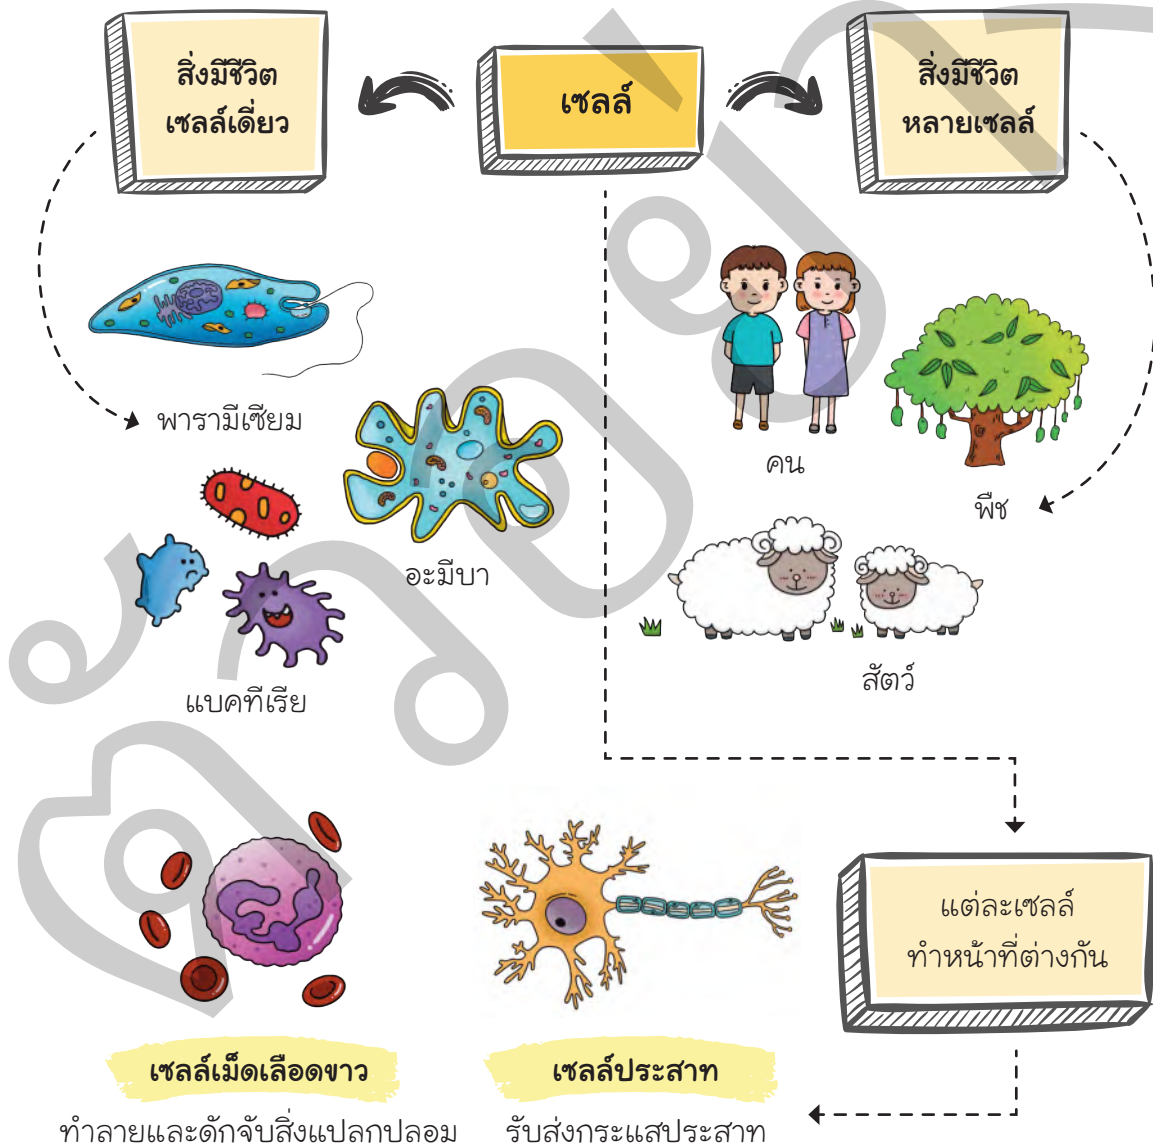 สิ่งมีชีวิต
เซลล์เดี่ยว
เซลล์
สิ่งมีชีวิต
หลายเซลล์
พารามีเซียม
อะมีบา
แบคทีเรีย
คน
พืช
สัตว์
แต่ละเซลล์
ทำหน้าที่ต่างกัน
เซลล์เม็ดเลือดขาว
ทำลายและดักจับสิ่งแปลกปลอม
เซลล์ประสาท
รับส่งกระแสประสาท
ตัวอย่าง